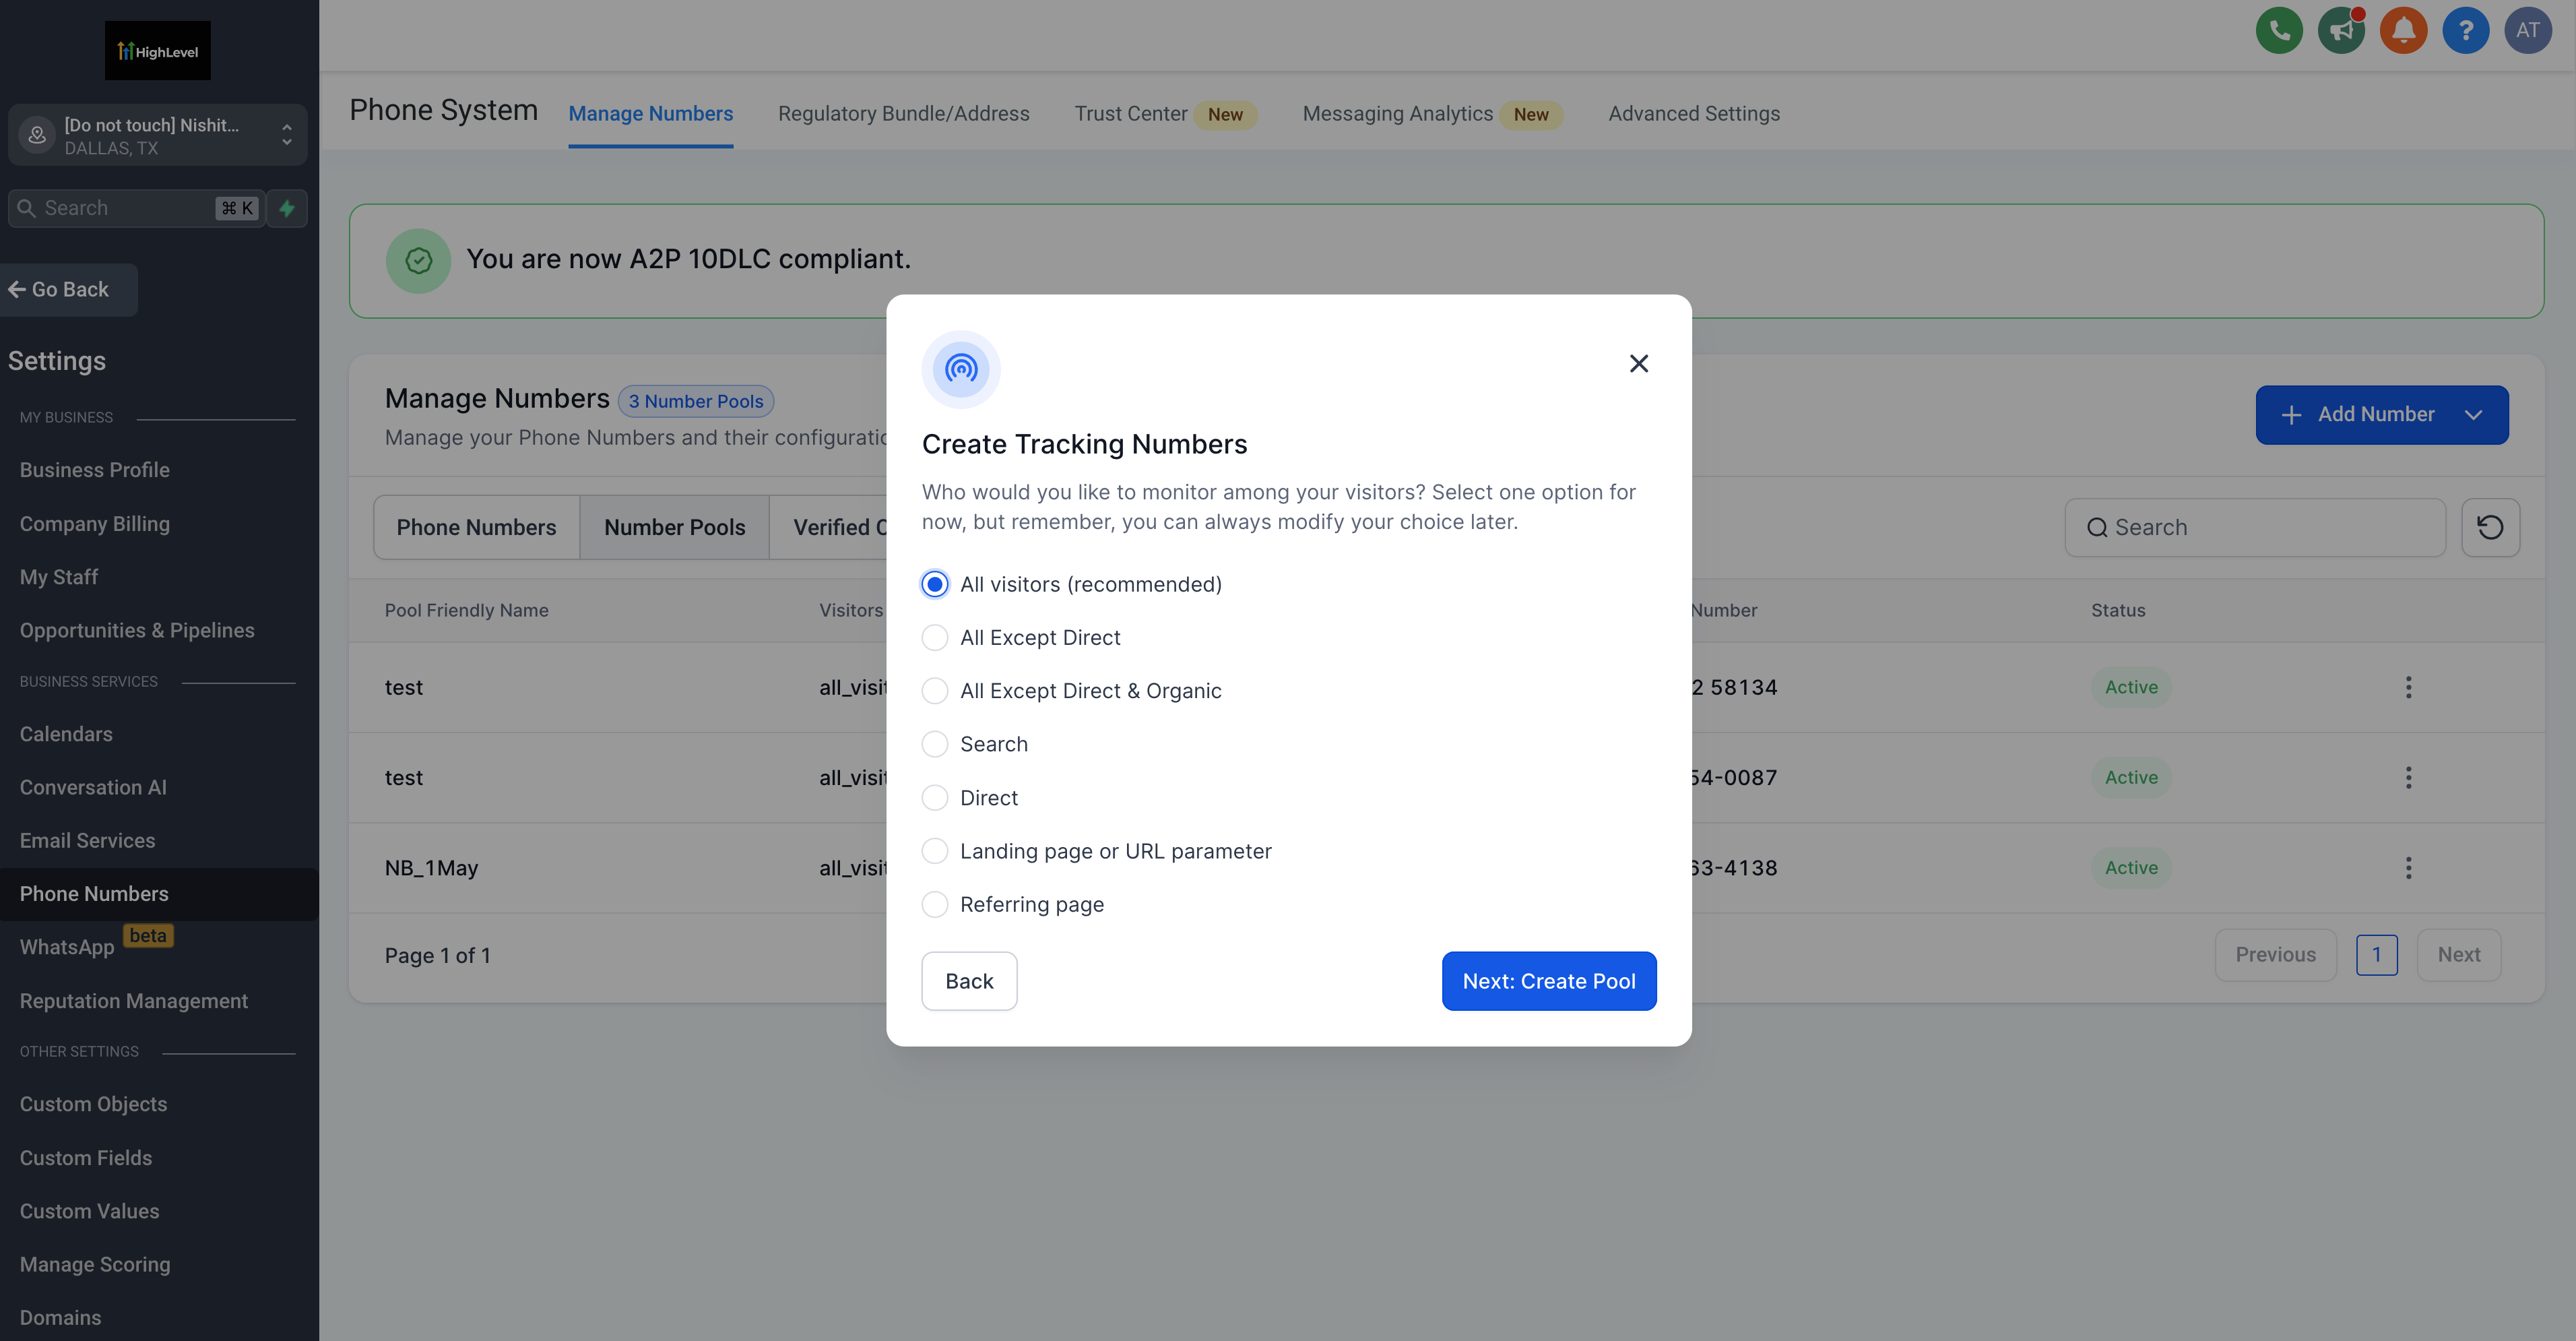 HighLevel
[Do not touch] Nishit...
DALLAS, TX
Search
⌘ K
Go Back
Settings
MY BUSINESS
Business Profile
Company Billing
My Staff
Opportunities & Pipelines
BUSINESS SERVICES
Calendars
Conversation AI
Email Services
Phone Numbers
WhatsApp beta
Reputation Management
OTHER SETTINGS
Custom Objects
Custom Fields
Custom Values
Manage Scoring
Domains
? AT
Phone System Manage Numbers Regulatory Bundle/Address Trust Center New Messaging Analytics New Advanced Settings
You are now A2P 10DLC compliant.
Manage Numbers 3 Number Pools
Manage your Phone Numbers and their
Add Number
Phone Numbers Number Pools Verified
Search
Pool Friendly Name Visitors Number Status
test 58134 Active
test 54-0087 Active
NB_1May 63-4138 Active
Page 1 of 1
Previous 1 Next
Create Tracking Numbers
Who would you like to monitor among your visitors? Select one option for
now, but remember, you can always modify your choice later.
All visitors (recommended)
All Except Direct
All Except Direct & Organic
Search
Direct
Landing page or URL parameter
Referring page
Back
Next: Create Pool